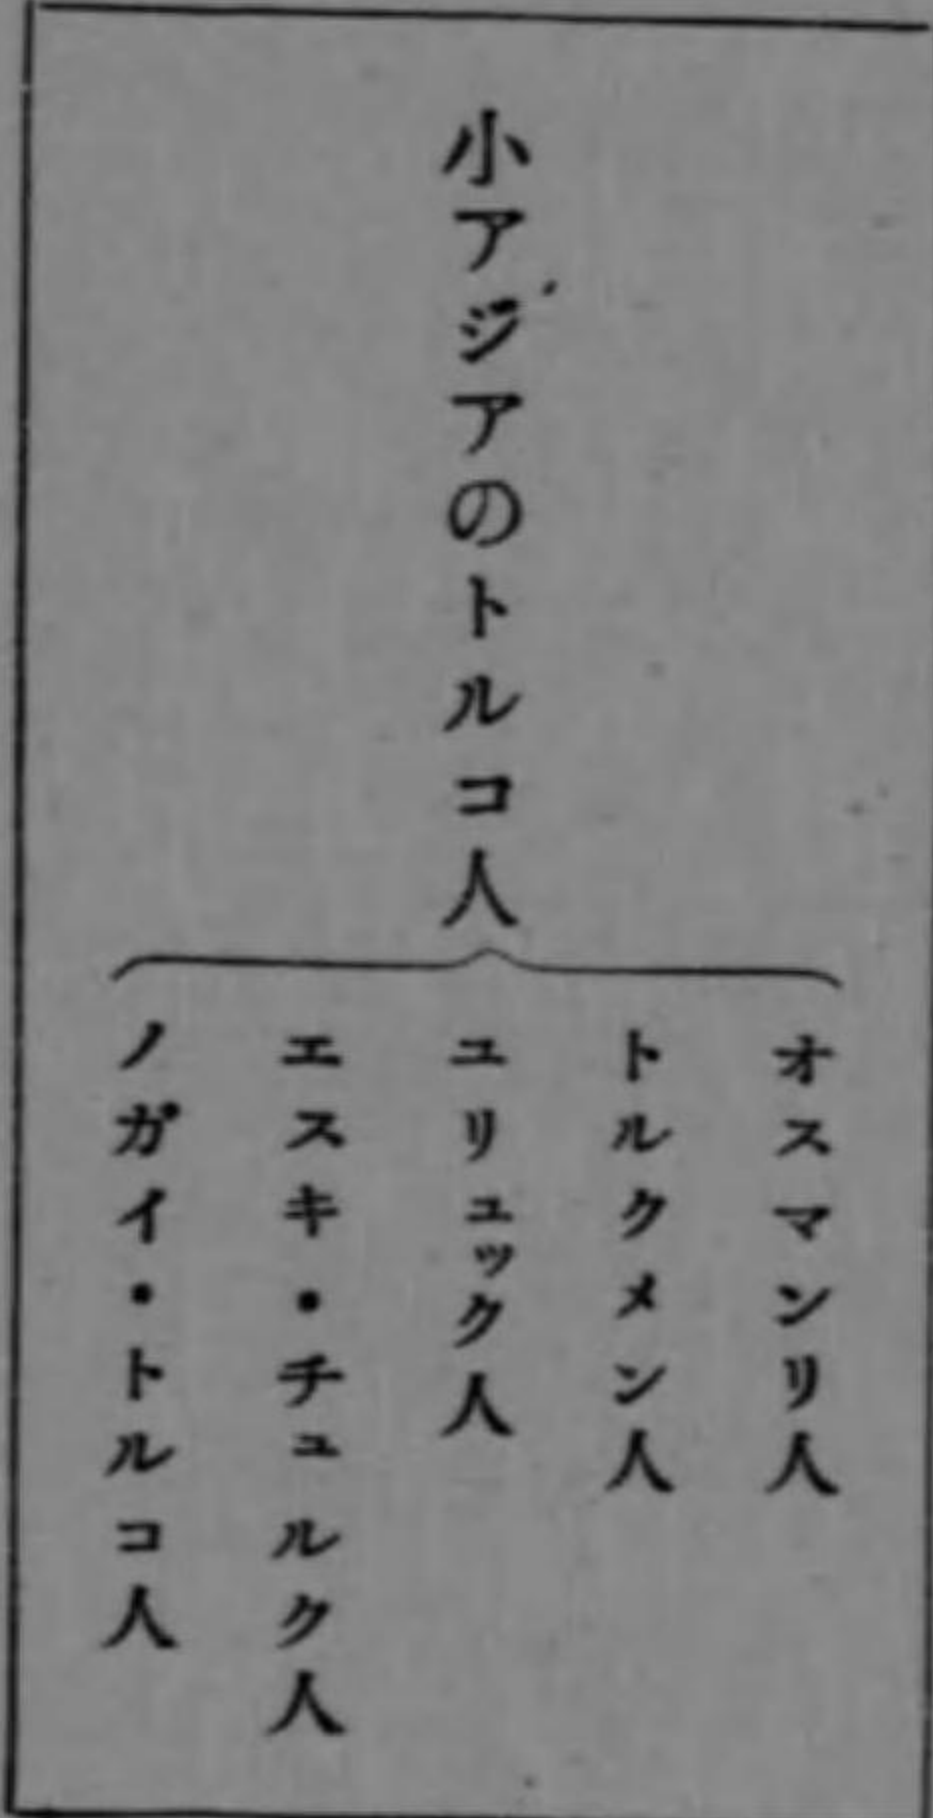 小アジアのトルコ人
オスマンリ人
トルクメン人
ユリュック人
エスキ・チュルク人
ノガイ・トルコ人